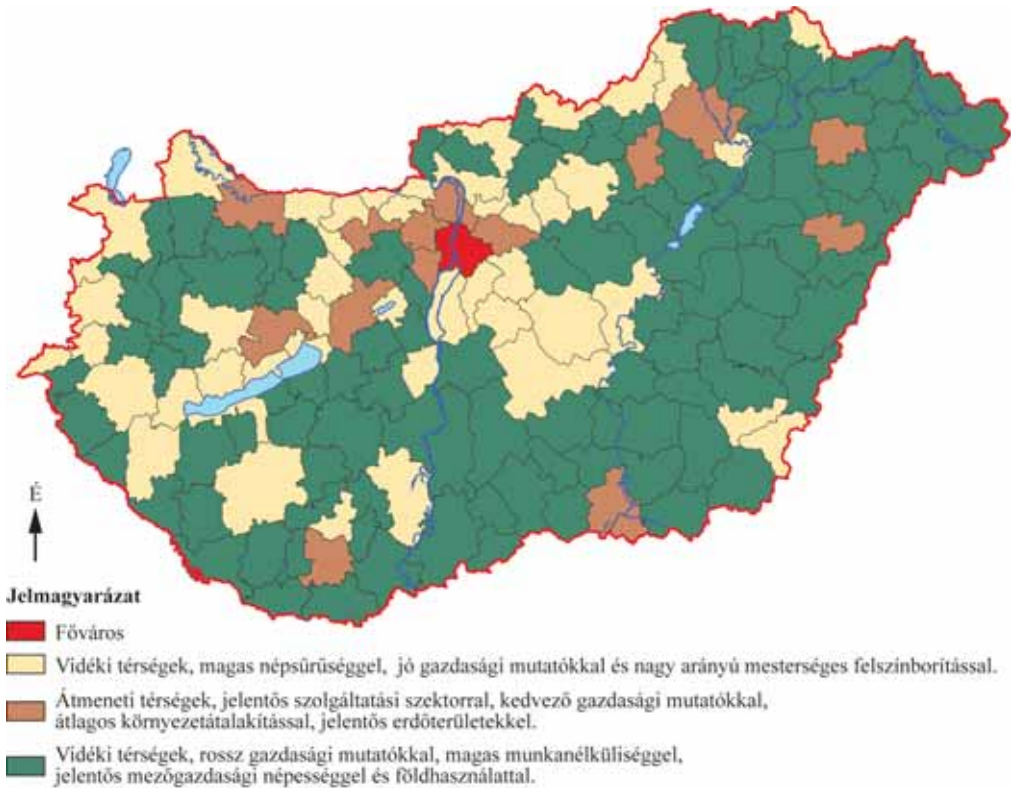 É
Jelmagyarázat
Főváros
Vidéki térségek, magas népsűrűséggel, jó gazdasági mutatókkal és nagy arányú mesterséges felszínborítással.
Átmeneti térségek, jelentős szolgáltatási szektorral, kedvező gazdasági mutatókkal,
átlagos környezetátalakítással, jelentős erdőterületekkel.
Vidéki térségek, rossz gazdasági mutatókkal, magas munkanélküliséggel,
jelentős mezőgazdasági népességgel és földhasználattal.